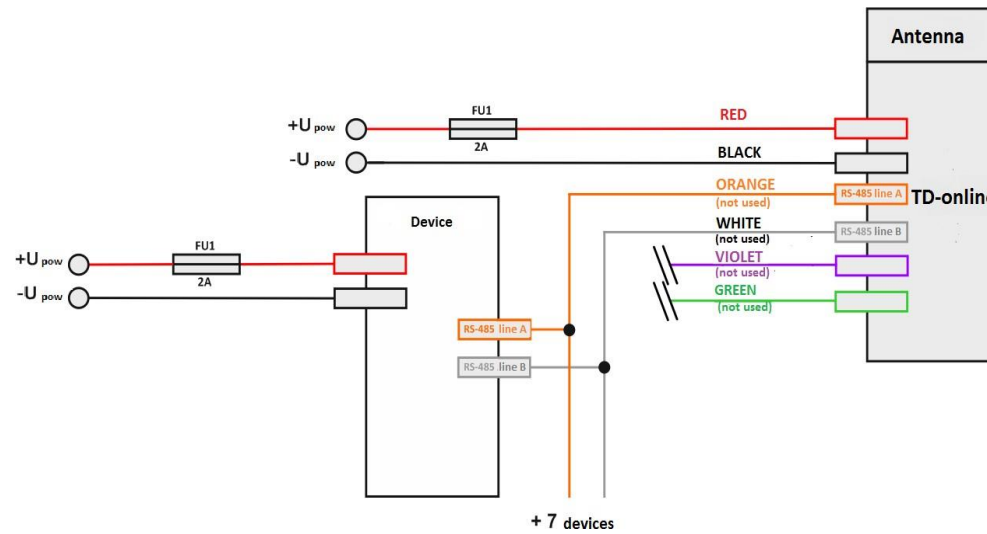 Antenna
FU1
RED
+U pow
2A
BLACK
-U pow
ORANGE
(not used)
RS-485 line A
TD-online
Device
WHITE
(not used)
RS-485 line B
FU1
VIOLET
(not used)
+U pow
2A
GREEN
(not used)
-U pow
RS-485 line A
RS-485 line B
+ 7 devices